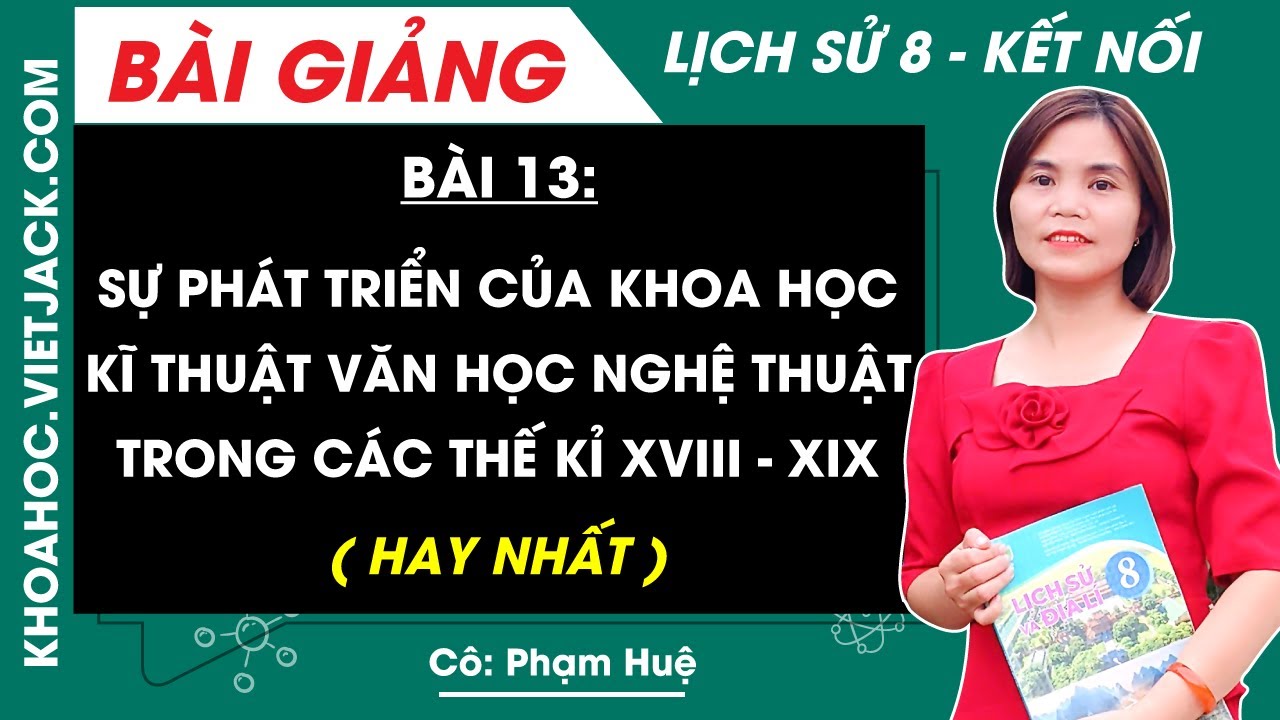 BÀI GIẢNG
LỊCH SỬ 8 - KẾT NỐI
KHOAHOC.VIETJACK.COM
BÀI 13:
SỰ PHÁT TRIỂN CỦA KHOA HỌC
KĨ THUẬT VĂN HỌC NGHỆ THUẬT
TRONG CÁC THẾ KỈ XVIII - XIX
( HAY NHẤT )
Cô: Phạm Huệ
LỊCH SỬ
VÀ ĐỊA LÍ
8